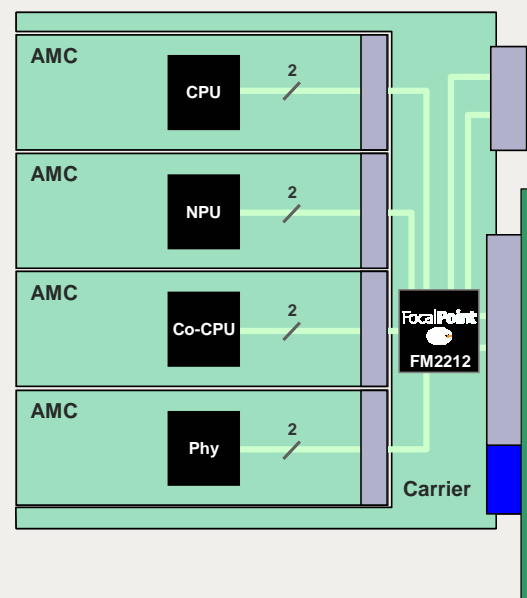 AMC
CPU
2
AMC
NPU
2
AMC
Co-CPU
2
FocalPoint
FM2212
AMC
Phy
2
Carrier